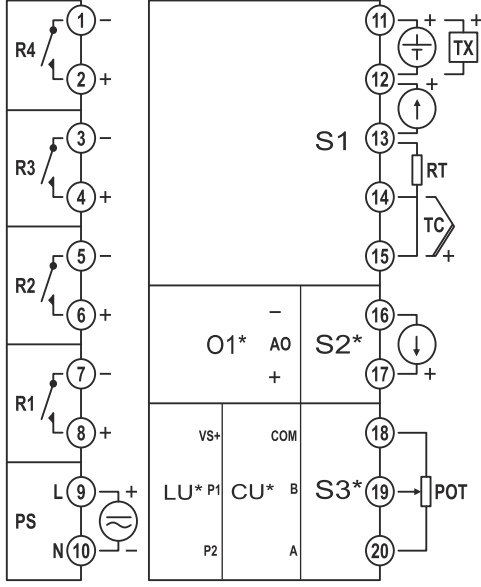 1 − 11 +
R4 TX
2 + 12
+
3 − 13
S1
R3 RT
4 + 14
TC
5 − 15 +
R2
6 + − 16
O1* AO S2*
7 − + 17 +
R1
8 + VS+ COM 18
L 9 + LU* P1 CU* B S3* 19 POT
PS
N 10 − P2 A 20